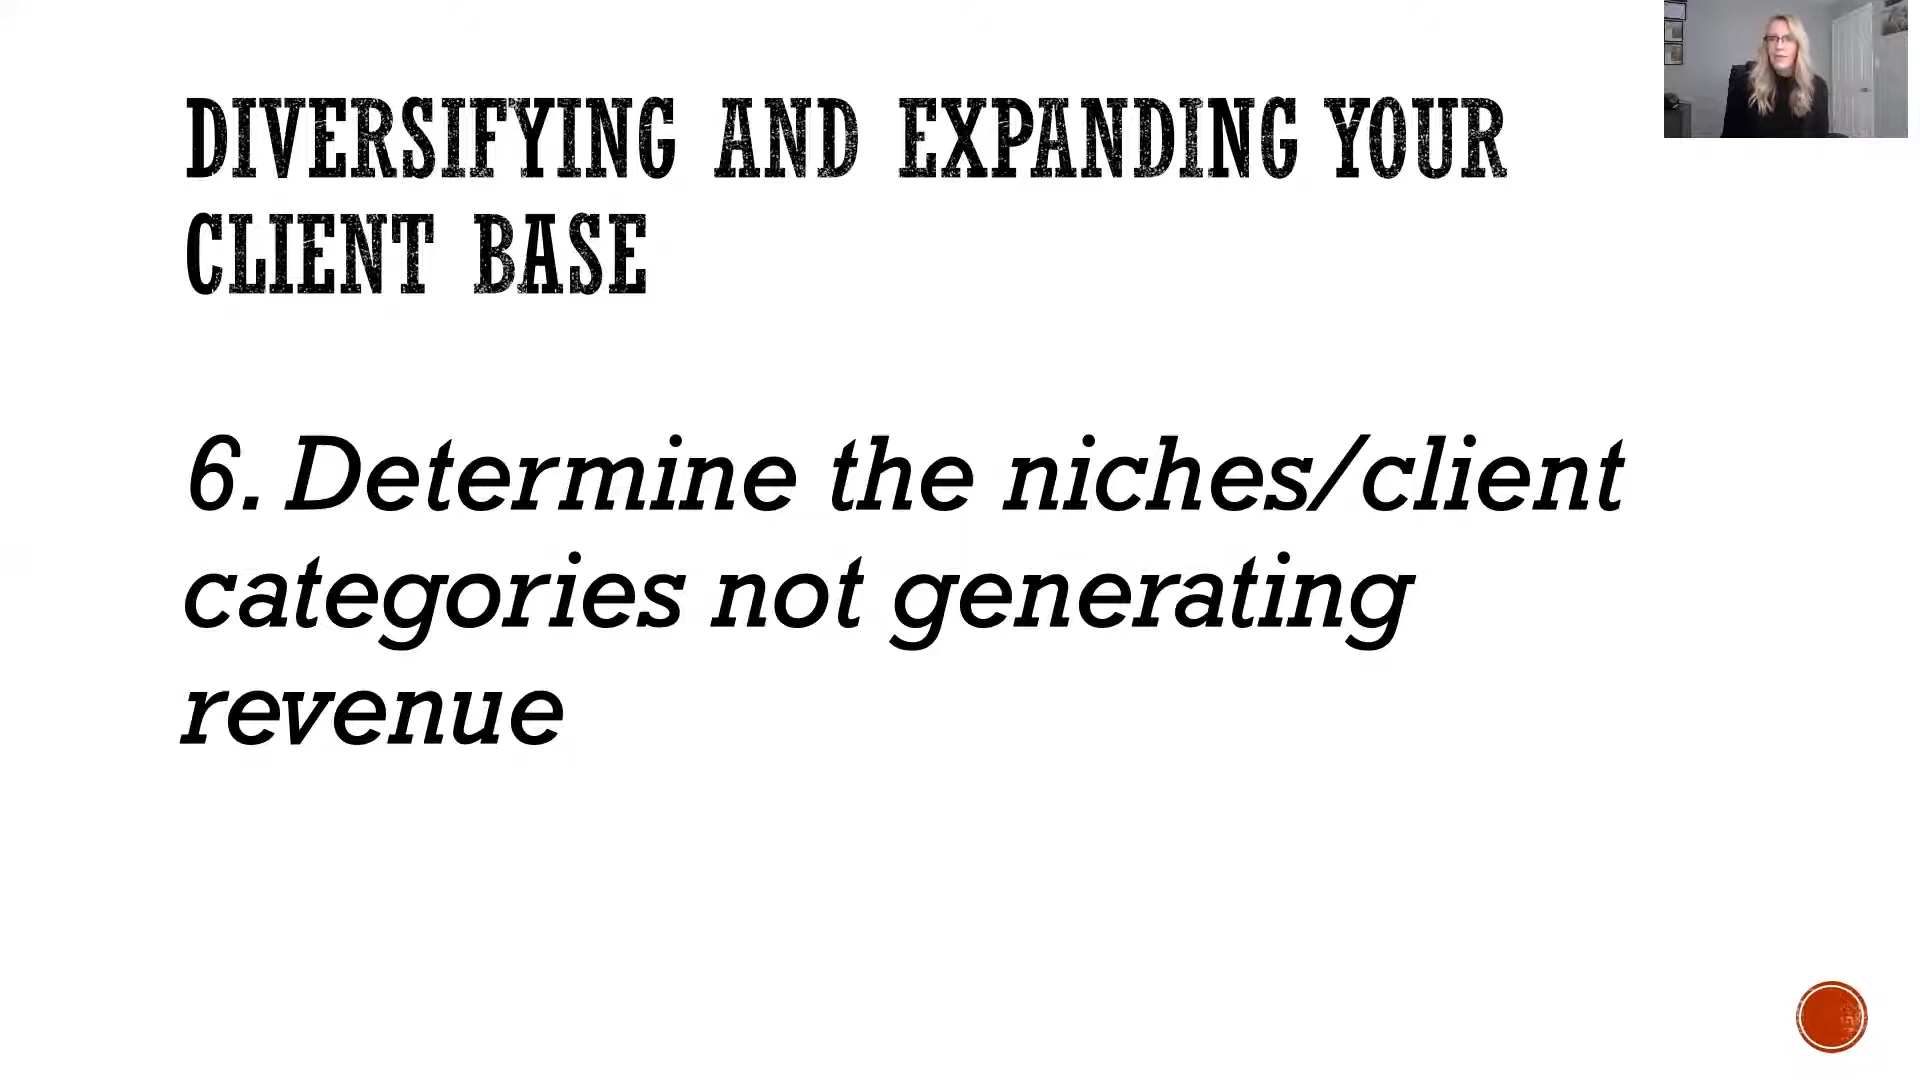 DIVERSIFYING AND EXPANDING YOUR
CLIENT BASE
6. Determine the niches/client
categories not generating
revenue